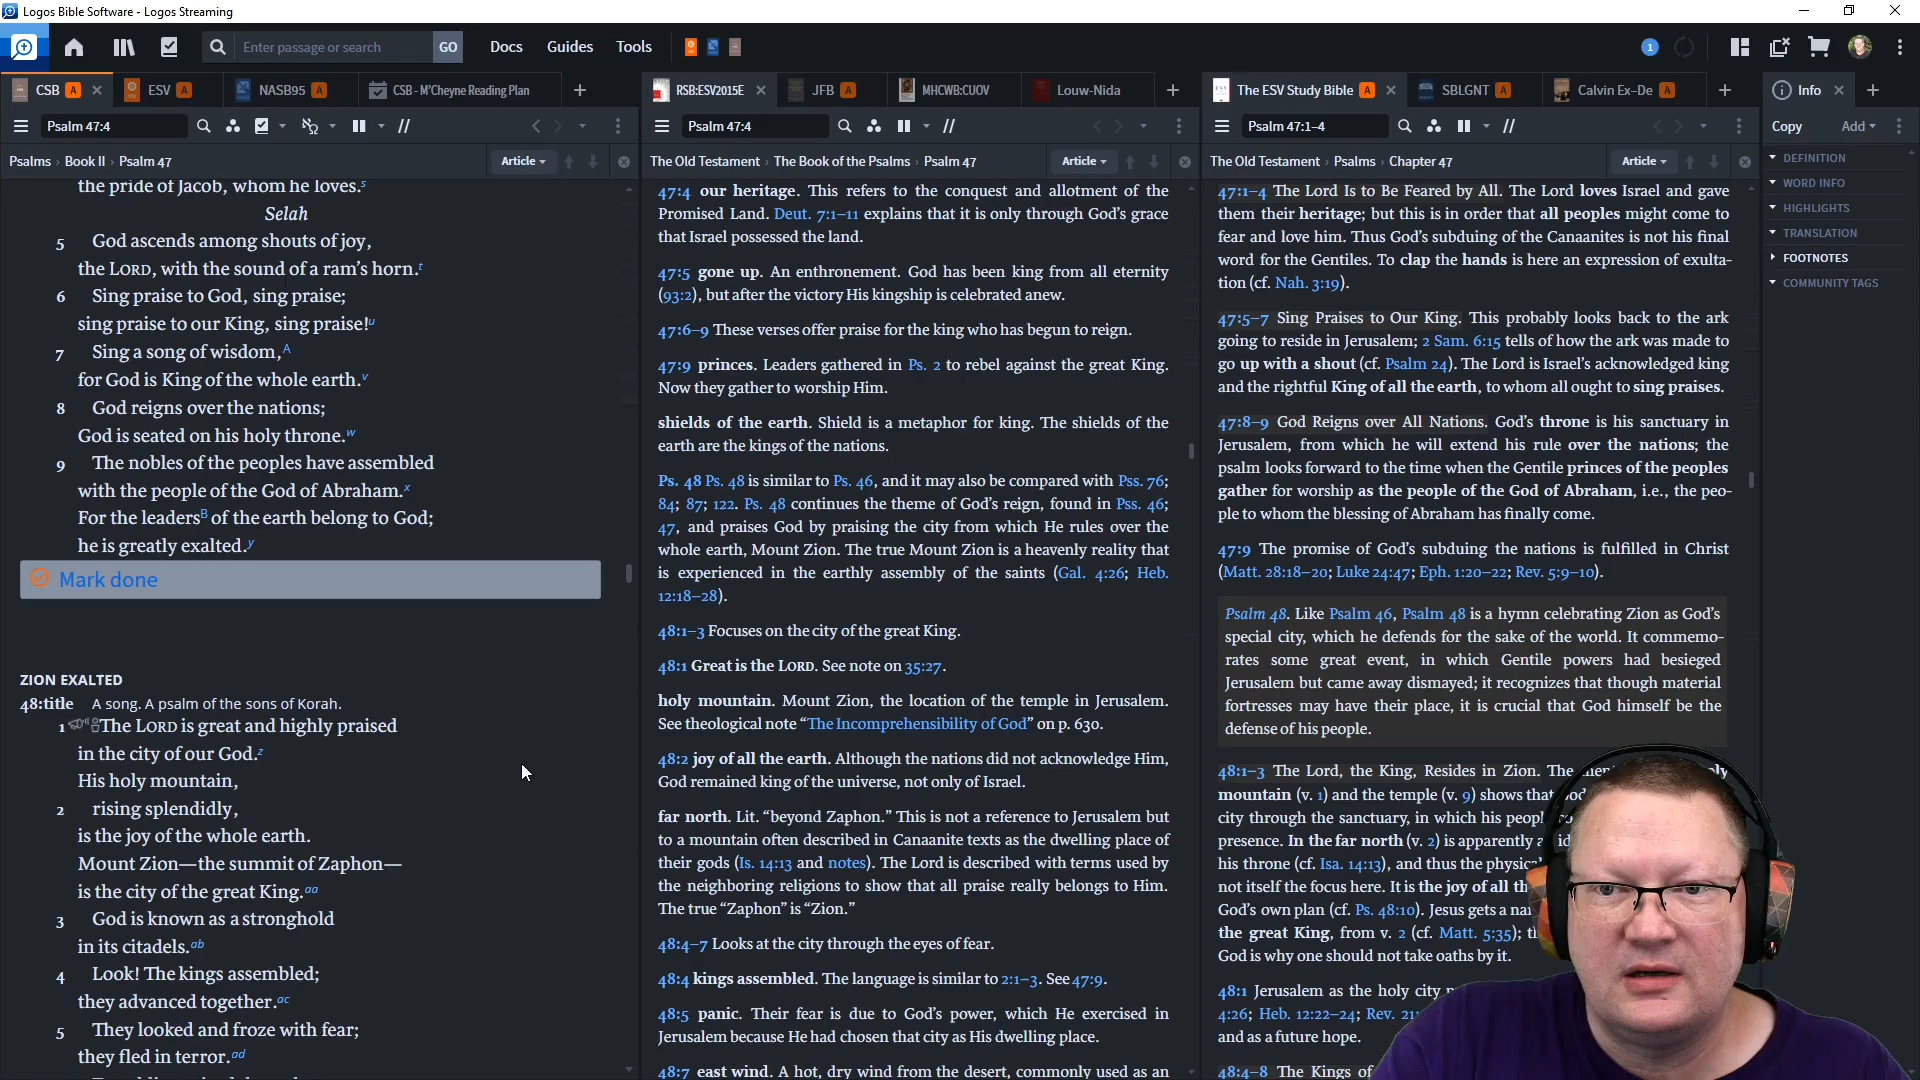 Logos Bible Software - Logos Streaming
Enter passage or search
GO
Docs
Guides
Tools
1
CSB A
ESV A
NASB95 A
CSB - M'Cheyne Reading Plan
RSB:ESV2015E
JFB A
MHCWB:CUOV
Louw-Nida
The ESV Study Bible A
SBLGNT A
Calvin Ex–De A
Info
Psalm 47:4
Psalm 47:4
Psalm 47:1–4
Copy
Add
Psalms › Book II › Psalm 47
Article
The Old Testament › The Book of the Psalms › Psalm 47
Article
The Old Testament › Psalms › Chapter 47
Article
DEFINITION
WORD INFO
HIGHLIGHTS
TRANSLATION
FOOTNOTES
COMMUNITY TAGS
the pride of Jacob, whom he loves.s
Selah
5 God ascends among shouts of joy,
the LORD, with the sound of a ram's horn.t
6 Sing praise to God, sing praise;
sing praise to our King, sing praise!u
7 Sing a song of wisdom,A
for God is King of the whole earth.v
8 God reigns over the nations;
God is seated on his holy throne.w
9 The nobles of the peoples have assembled
with the people of the God of Abraham.x
For the leadersB of the earth belong to God;
he is greatly exalted.y
Mark done
ZION EXALTED
48:title A song. A psalm of the sons of Korah.
1 The LORD is great and highly praised
in the city of our God.z
His holy mountain,
2 rising splendidly,
is the joy of the whole earth.
Mount Zion—the summit of Zaphon—
is the city of the great King.aa
3 God is known as a stronghold
in its citadels.ab
4 Look! The kings assembled;
they advanced together.ac
5 They looked and froze with fear;
they fled in terror.ad
47:4 our heritage. This refers to the conquest and allotment of the
Promised Land. Deut. 7:1–11 explains that it is only through God's grace
that Israel possessed the land.
47:5 gone up. An enthronement. God has been king from all eternity
(93:2), but after the victory His kingship is celebrated anew.
47:6–9 These verses offer praise for the king who has begun to reign.
47:9 princes. Leaders gathered in Ps. 2 to rebel against the great King.
Now they gather to worship Him.
shields of the earth. Shield is a metaphor for king. The shields of the
earth are the kings of the nations.
Ps. 48 Ps. 48 is similar to Ps. 46, and it may also be compared with Pss. 76;
84; 87; 122. Ps. 48 continues the theme of God's reign, found in Pss. 46;
47, and praises God by praising the city from which He rules over the
whole earth, Mount Zion. The true Mount Zion is a heavenly reality that
is experienced in the earthly assembly of the saints (Gal. 4:26; Heb.
12:18–28).
48:1–3 Focuses on the city of the great King.
48:1 Great is the LORD. See note on 35:27.
holy mountain. Mount Zion, the location of the temple in Jerusalem.
See theological note “The Incomprehensibility of God” on p. 630.
48:2 joy of all the earth. Although the nations did not acknowledge Him,
God remained king of the universe, not only of Israel.
far north. Lit. “beyond Zaphon.” This is not a reference to Jerusalem but
to a mountain often described in Canaanite texts as the dwelling place of
their gods (Is. 14:13 and notes). The Lord is described with terms used by
the neighboring religions to show that all praise really belongs to Him.
The true “Zaphon” is “Zion.”
48:4–7 Looks at the city through the eyes of fear.
48:4 kings assembled. The language is similar to 2:1–3. See 47:9.
48:5 panic. Their fear is due to God's power, which He exercised in
Jerusalem because He had chosen that city as His dwelling place.
48:7 east wind. A hot, dry wind from the desert, commonly used as an
47:1–4 The Lord Is to Be Feared by All. The Lord loves Israel and gave
them their heritage; but this is in order that all peoples might come to
fear and love him. Thus God's subduing of the Canaanites is not his final
word for the Gentiles. To clap the hands is here an expression of exulta-
tion (cf. Nah. 3:19).
47:5–7 Sing Praises to Our King. This probably looks back to the ark
going to reside in Jerusalem; 2 Sam. 6:15 tells of how the ark was made to
go up with a shout (cf. Psalm 24). The Lord is Israel's acknowledged king
and the rightful King of all the earth, to whom all ought to sing praises.
47:8–9 God Reigns over All Nations. God's throne is his sanctuary in
Jerusalem, from which he will extend his rule over the nations; the
psalm looks forward to the time when the Gentile princes of the peoples
gather for worship as the people of the God of Abraham, i.e., the peo-
ple to whom the blessing of Abraham has finally come.
47:9 The promise of God's subduing the nations is fulfilled in Christ
(Matt. 28:18–20; Luke 24:47; Eph. 1:20–22; Rev. 5:9–10).
Psalm 48. Like Psalm 46, Psalm 48 is a hymn celebrating Zion as God's
special city, which he defends for the sake of the world. It commemo-
rates some great event, in which Gentile powers had besieged
Jerusalem but came away dismayed; it recognizes that though material
fortresses may have their place, it is crucial that God himself be the
defense of his people.
48:1–3 The Lord, the King, Resides in Zion. The
mountain (v. 1) and the temple (v. 9) shows that
city through the sanctuary, in which his
presence. In the far north (v. 2) is apparently
his throne (cf. Isa. 14:13), and thus the
not itself the focus here. It is the joy of all
God's own plan (cf. Ps. 48:10). Jesus gets a
the great King, from v. 2 (cf. Matt. 5:35);
God is why one should not take oaths by it.
48:1 Jerusalem as the holy city
4:26; Heb. 12:22–24; Rev.
and as a future hope.
48:4–8 The Kings of